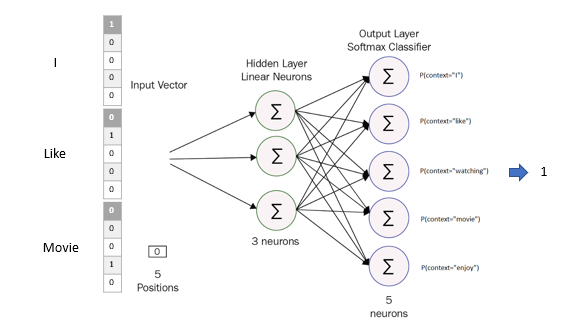 I
1
0
0
0
0
Like
0
1
0
0
0
Movie
0
0
0
1
0
Input Vector
0
5
Positions
Hidden Layer
Linear Neurons
Σ
Σ
Σ
3 neurons
Output Layer
Softmax Classifier
Σ
Σ
Σ
Σ
Σ
5
neurons
P(context="I")
P(context="like")
P(context="watching")
P(context="movie")
P(context="enjoy")
1